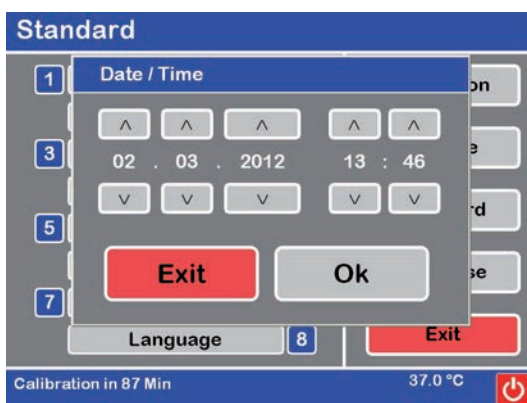 Standard
1
Date / Time
on
3
02 . 03 . 2012 13 : 46
e
5
rd
Exit Ok
se
7
Language 8
Exit
Calibration in 87 Min 37.0 °C